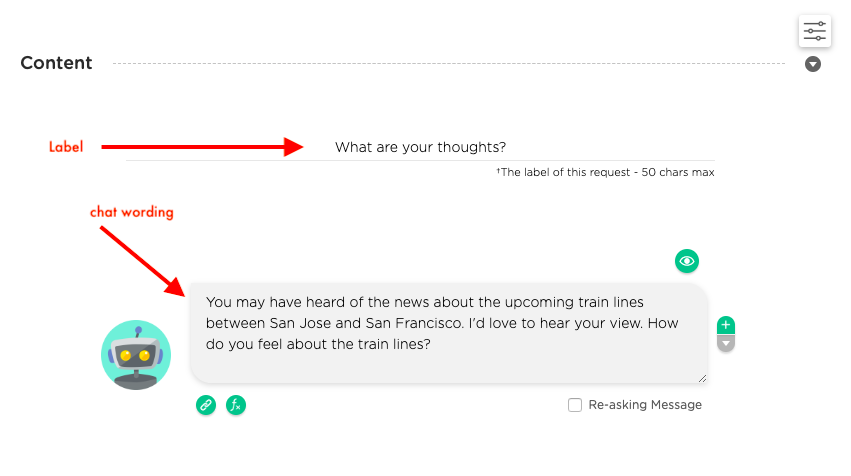 Content
Label
What are your thoughts?
†The label of this request - 50 chars max
chat wording
You may have heard of the news about the upcoming train lines
between San Jose and San Francisco. I'd love to hear your view. How
do you feel about the train lines?
Re-asking Message